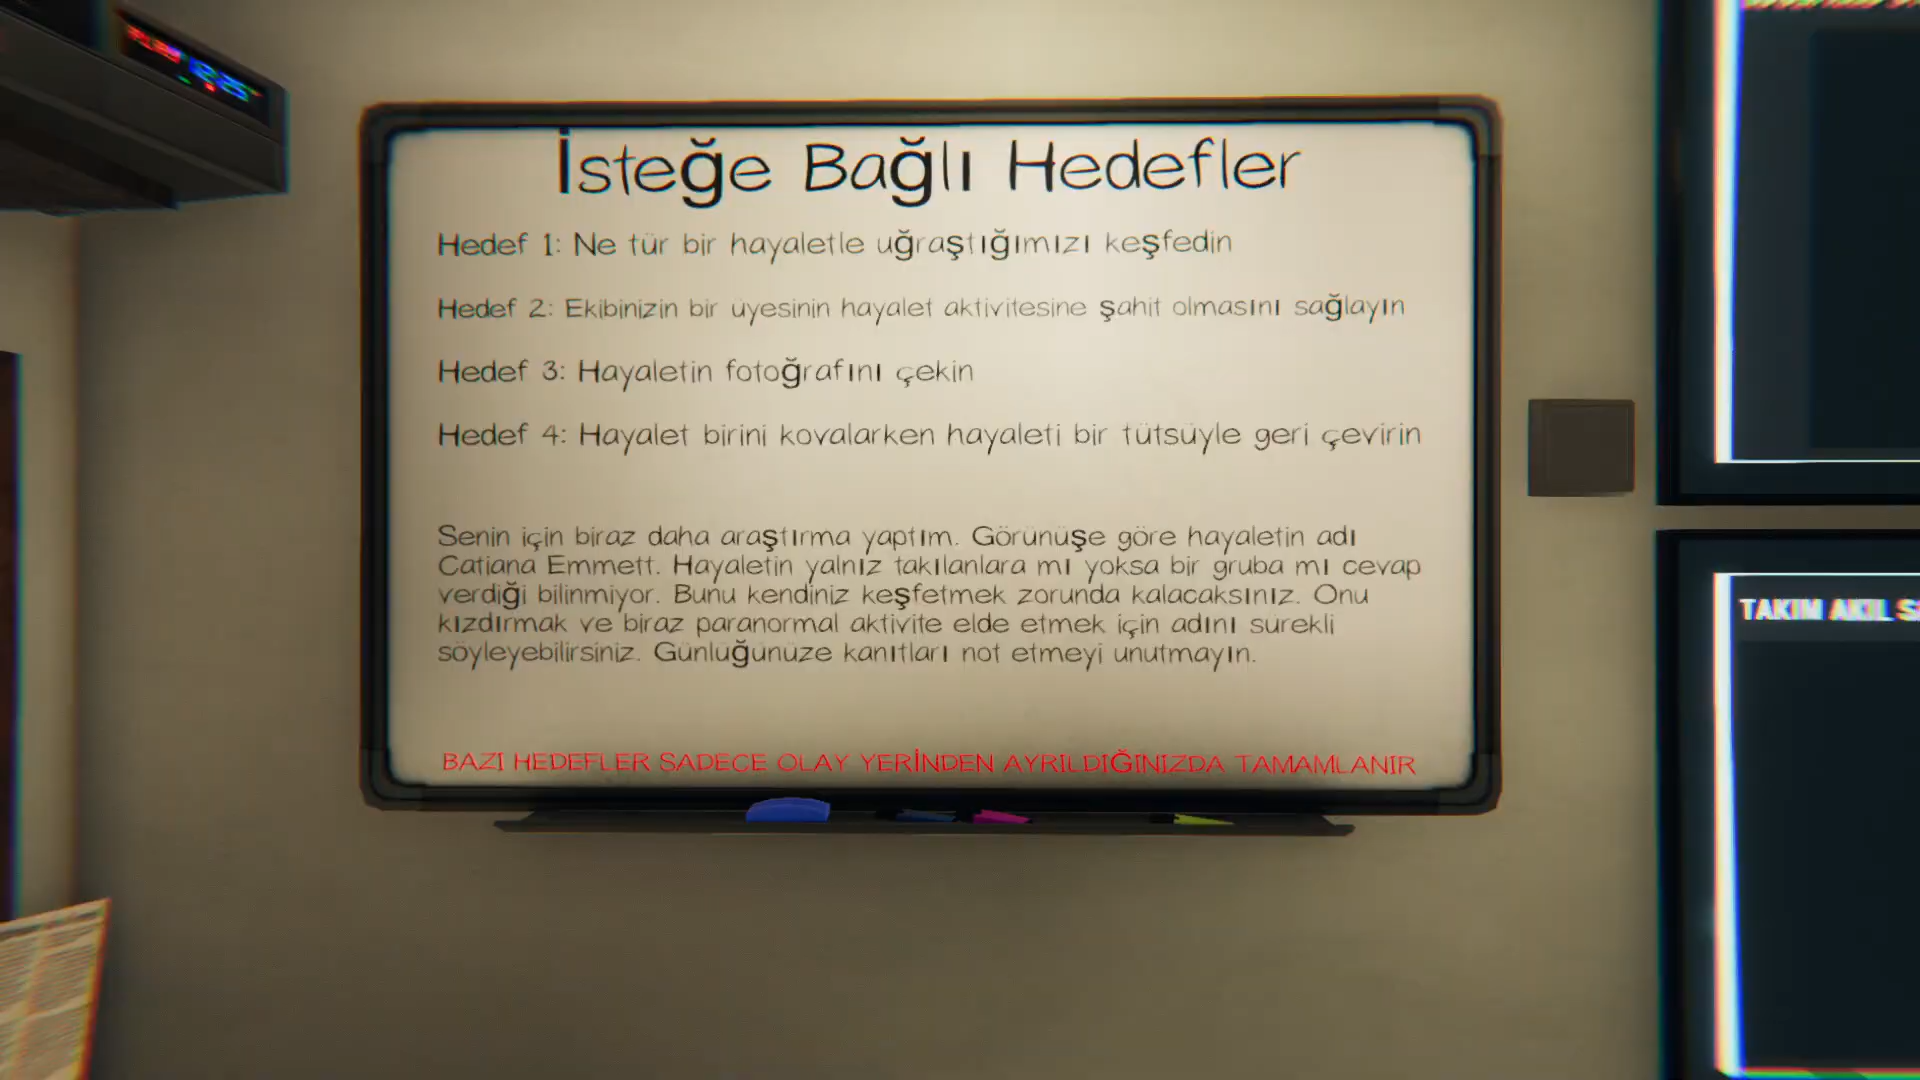 İsteğe Bağlı Hedefler
Hedef 1: Ne tür bir hayaletle uğraştığımızı keşfedin
Hedef 2: Ekibinizin bir üyesinin hayalet aktivitesine şahit olmasını sağlayın
Hedef 3: Hayaletin fotoğrafını çekin
Hedef 4: Hayalet birini kovalarken hayaleti bir tütsüyle geri çevirin
Senin için biraz daha araştırma yaptım. Görünüşe göre hayaletin adı
Catiana Emmett. Hayaletin yalnız takılanlara mı yoksa bir gruba mı cevap
verdiği bilinmiyor. Bunu kendiniz keşfetmek zorunda kalacaksınız. Onu
kızdırmak ve biraz paranormal aktivite elde etmek için adını sürekli
söyleyebilirsiniz. Günlüğünüze kanıtları not etmeyi unutmayın.
BAZI HEDEFLER SADECE OLAY YERİNDEN AYRILDIĞINIZDA TAMAMLANIR
TAKIM AKIL